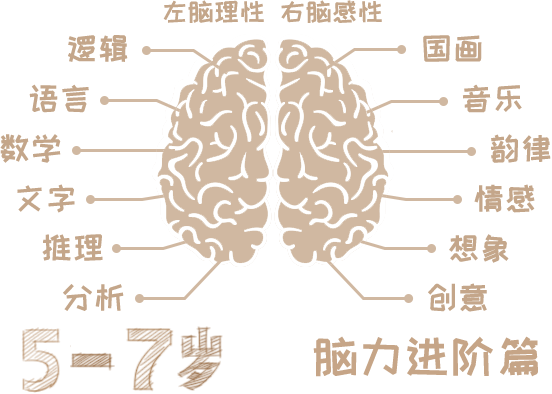 左脑理性 右脑感性
逻辑 国画
语言 音乐
数学 韵律
文字 情感
推理 想象
分析 创意
5-7岁 脑力进阶篇